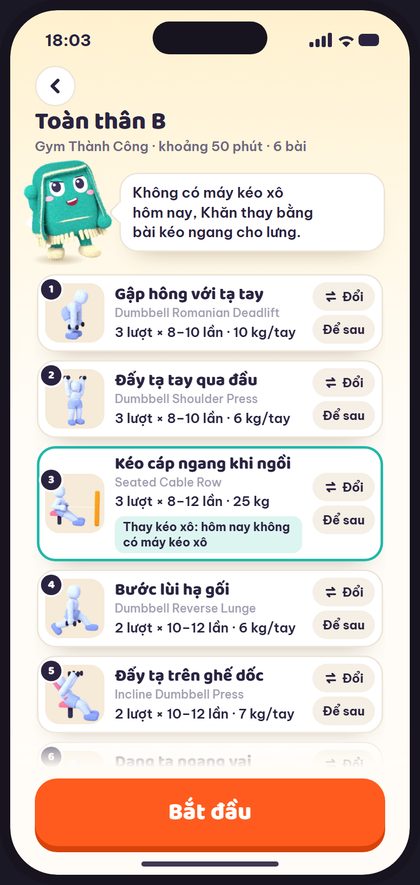 18:03
Toàn thân B
Gym Thành Công · khoảng 50 phút · 6 bài
Không có máy kéo xô
hôm nay, Khăn thay bằng
bài kéo ngang cho lưng.
1
Gập hông với tạ tay
Dumbbell Romanian Deadlift
3 lượt × 8–10 lần · 10 kg/tay
Đổi
Để sau
2
Đẩy tạ tay qua đầu
Dumbbell Shoulder Press
3 lượt × 8–10 lần · 6 kg/tay
Đổi
Để sau
3
Kéo cáp ngang khi ngồi
Seated Cable Row
3 lượt × 8–12 lần · 25 kg
Thay kéo xô: hôm nay không
có máy kéo xô
Đổi
Để sau
4
Bước lùi hạ gối
Dumbbell Reverse Lunge
2 lượt × 10–12 lần · 6 kg/tay
Đổi
Để sau
5
Đẩy tạ trên ghế dốc
Incline Dumbbell Press
2 lượt × 10–12 lần · 7 kg/tay
Đổi
Để sau
6
Dang tạ ngang vai
Đổi
Bắt đầu